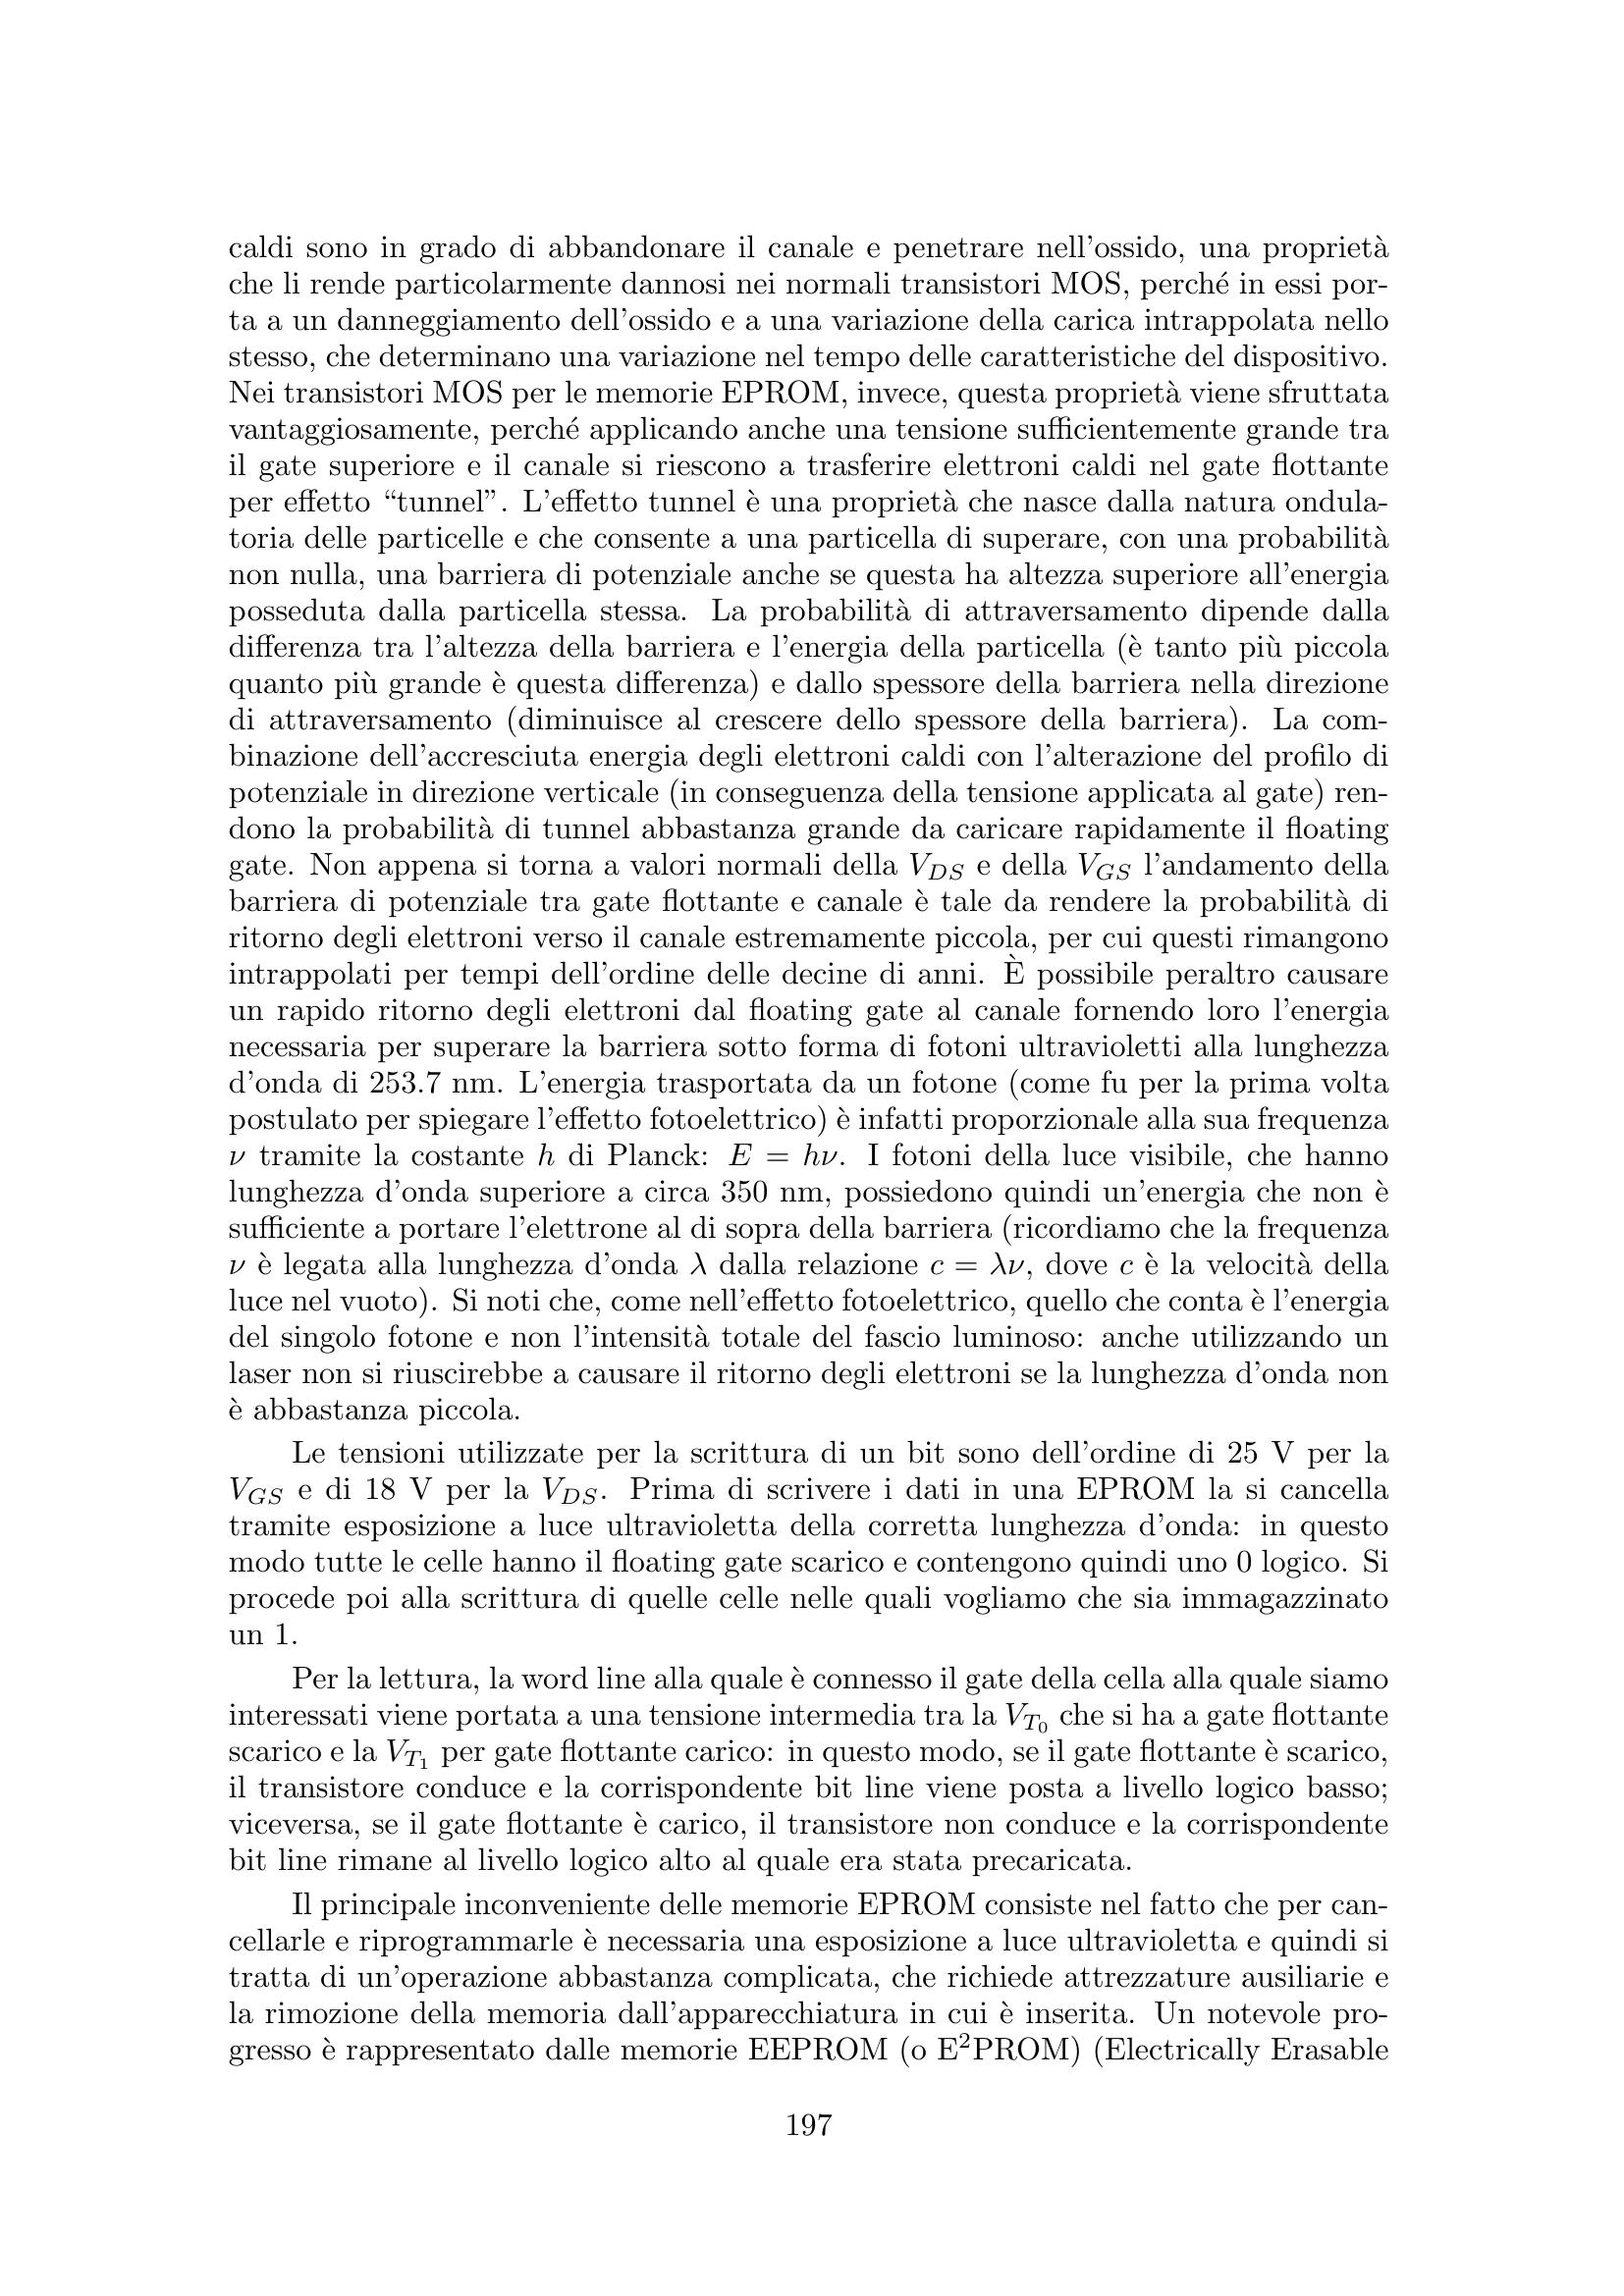 caldi sono in grado di abbandonare il canale e penetrare nell'ossido, una proprietà
che li rende particolarmente dannosi nei normali transistori MOS, perché in essi por-
ta a un danneggiamento dell'ossido e a una variazione della carica intrappolata nello
stesso, che determinano una variazione nel tempo delle caratteristiche del dispositivo.
Nei transistori MOS per le memorie EPROM, invece, questa proprietà viene sfruttata
vantaggiosamente, perché applicando anche una tensione sufficientemente grande tra
il gate superiore e il canale si riescono a trasferire elettroni caldi nel gate flottante
per effetto “tunnel”. L'effetto tunnel è una proprietà che nasce dalla natura ondula-
toria delle particelle e che consente a una particella di superare, con una probabilità
non nulla, una barriera di potenziale anche se questa ha altezza superiore all'energia
posseduta dalla particella stessa. La probabilità di attraversamento dipende dalla
differenza tra l'altezza della barriera e l'energia della particella (è tanto più piccola
quanto più grande è questa differenza) e dallo spessore della barriera nella direzione
di attraversamento (diminuisce al crescere dello spessore della barriera). La com-
binazione dell'accresciuta energia degli elettroni caldi con l'alterazione del profilo di
potenziale in direzione verticale (in conseguenza della tensione applicata al gate) ren-
dono la probabilità di tunnel abbastanza grande da caricare rapidamente il floating
gate. Non appena si torna a valori normali della $V_{DS}$ e della $V_{GS}$ l'andamento della
barriera di potenziale tra gate flottante e canale è tale da rendere la probabilità di
ritorno degli elettroni verso il canale estremamente piccola, per cui questi rimangono
intrappolati per tempi dell'ordine delle decine di anni. È possibile peraltro causare
un rapido ritorno degli elettroni dal floating gate al canale fornendo loro l'energia
necessaria per superare la barriera sotto forma di fotoni ultravioletti alla lunghezza
d'onda di 253.7 nm. L'energia trasportata da un fotone (come fu per la prima volta
postulato per spiegare l'effetto fotoelettrico) è infatti proporzionale alla sua frequenza
$\nu$ tramite la costante $h$ di Planck: $E = h\nu$. I fotoni della luce visibile, che hanno
lunghezza d'onda superiore a circa 350 nm, possiedono quindi un'energia che non è
sufficiente a portare l'elettrone al di sopra della barriera (ricordiamo che la frequenza
$\nu$ è legata alla lunghezza d'onda $\lambda$ dalla relazione $c = \lambda\nu$, dove $c$ è la velocità della
luce nel vuoto). Si noti che, come nell'effetto fotoelettrico, quello che conta è l'energia
del singolo fotone e non l'intensità totale del fascio luminoso: anche utilizzando un
laser non si riuscirebbe a causare il ritorno degli elettroni se la lunghezza d'onda non
è abbastanza piccola.
Le tensioni utilizzate per la scrittura di un bit sono dell'ordine di 25 V per la
$V_{GS}$ e di 18 V per la $V_{DS}$. Prima di scrivere i dati in una EPROM la si cancella
tramite esposizione a luce ultravioletta della corretta lunghezza d'onda: in questo
modo tutte le celle hanno il floating gate scarico e contengono quindi uno 0 logico. Si
procede poi alla scrittura di quelle celle nelle quali vogliamo che sia immagazzinato
un 1.
Per la lettura, la word line alla quale è connesso il gate della cella alla quale siamo
interessati viene portata a una tensione intermedia tra la $V_{T_0}$ che si ha a gate flottante
scarico e la $V_{T_1}$ per gate flottante carico: in questo modo, se il gate flottante è scarico,
il transistore conduce e la corrispondente bit line viene posta a livello logico basso;
viceversa, se il gate flottante è carico, il transistore non conduce e la corrispondente
bit line rimane al livello logico alto al quale era stata precaricata.
Il principale inconveniente delle memorie EPROM consiste nel fatto che per can-
cellarle e riprogrammarle è necessaria una esposizione a luce ultravioletta e quindi si
tratta di un'operazione abbastanza complicata, che richiede attrezzature ausiliarie e
la rimozione della memoria dall'apparecchiatura in cui è inserita. Un notevole pro-
gresso è rappresentato dalle memorie EEPROM (o E$^2$PROM) (Electrically Erasable
197